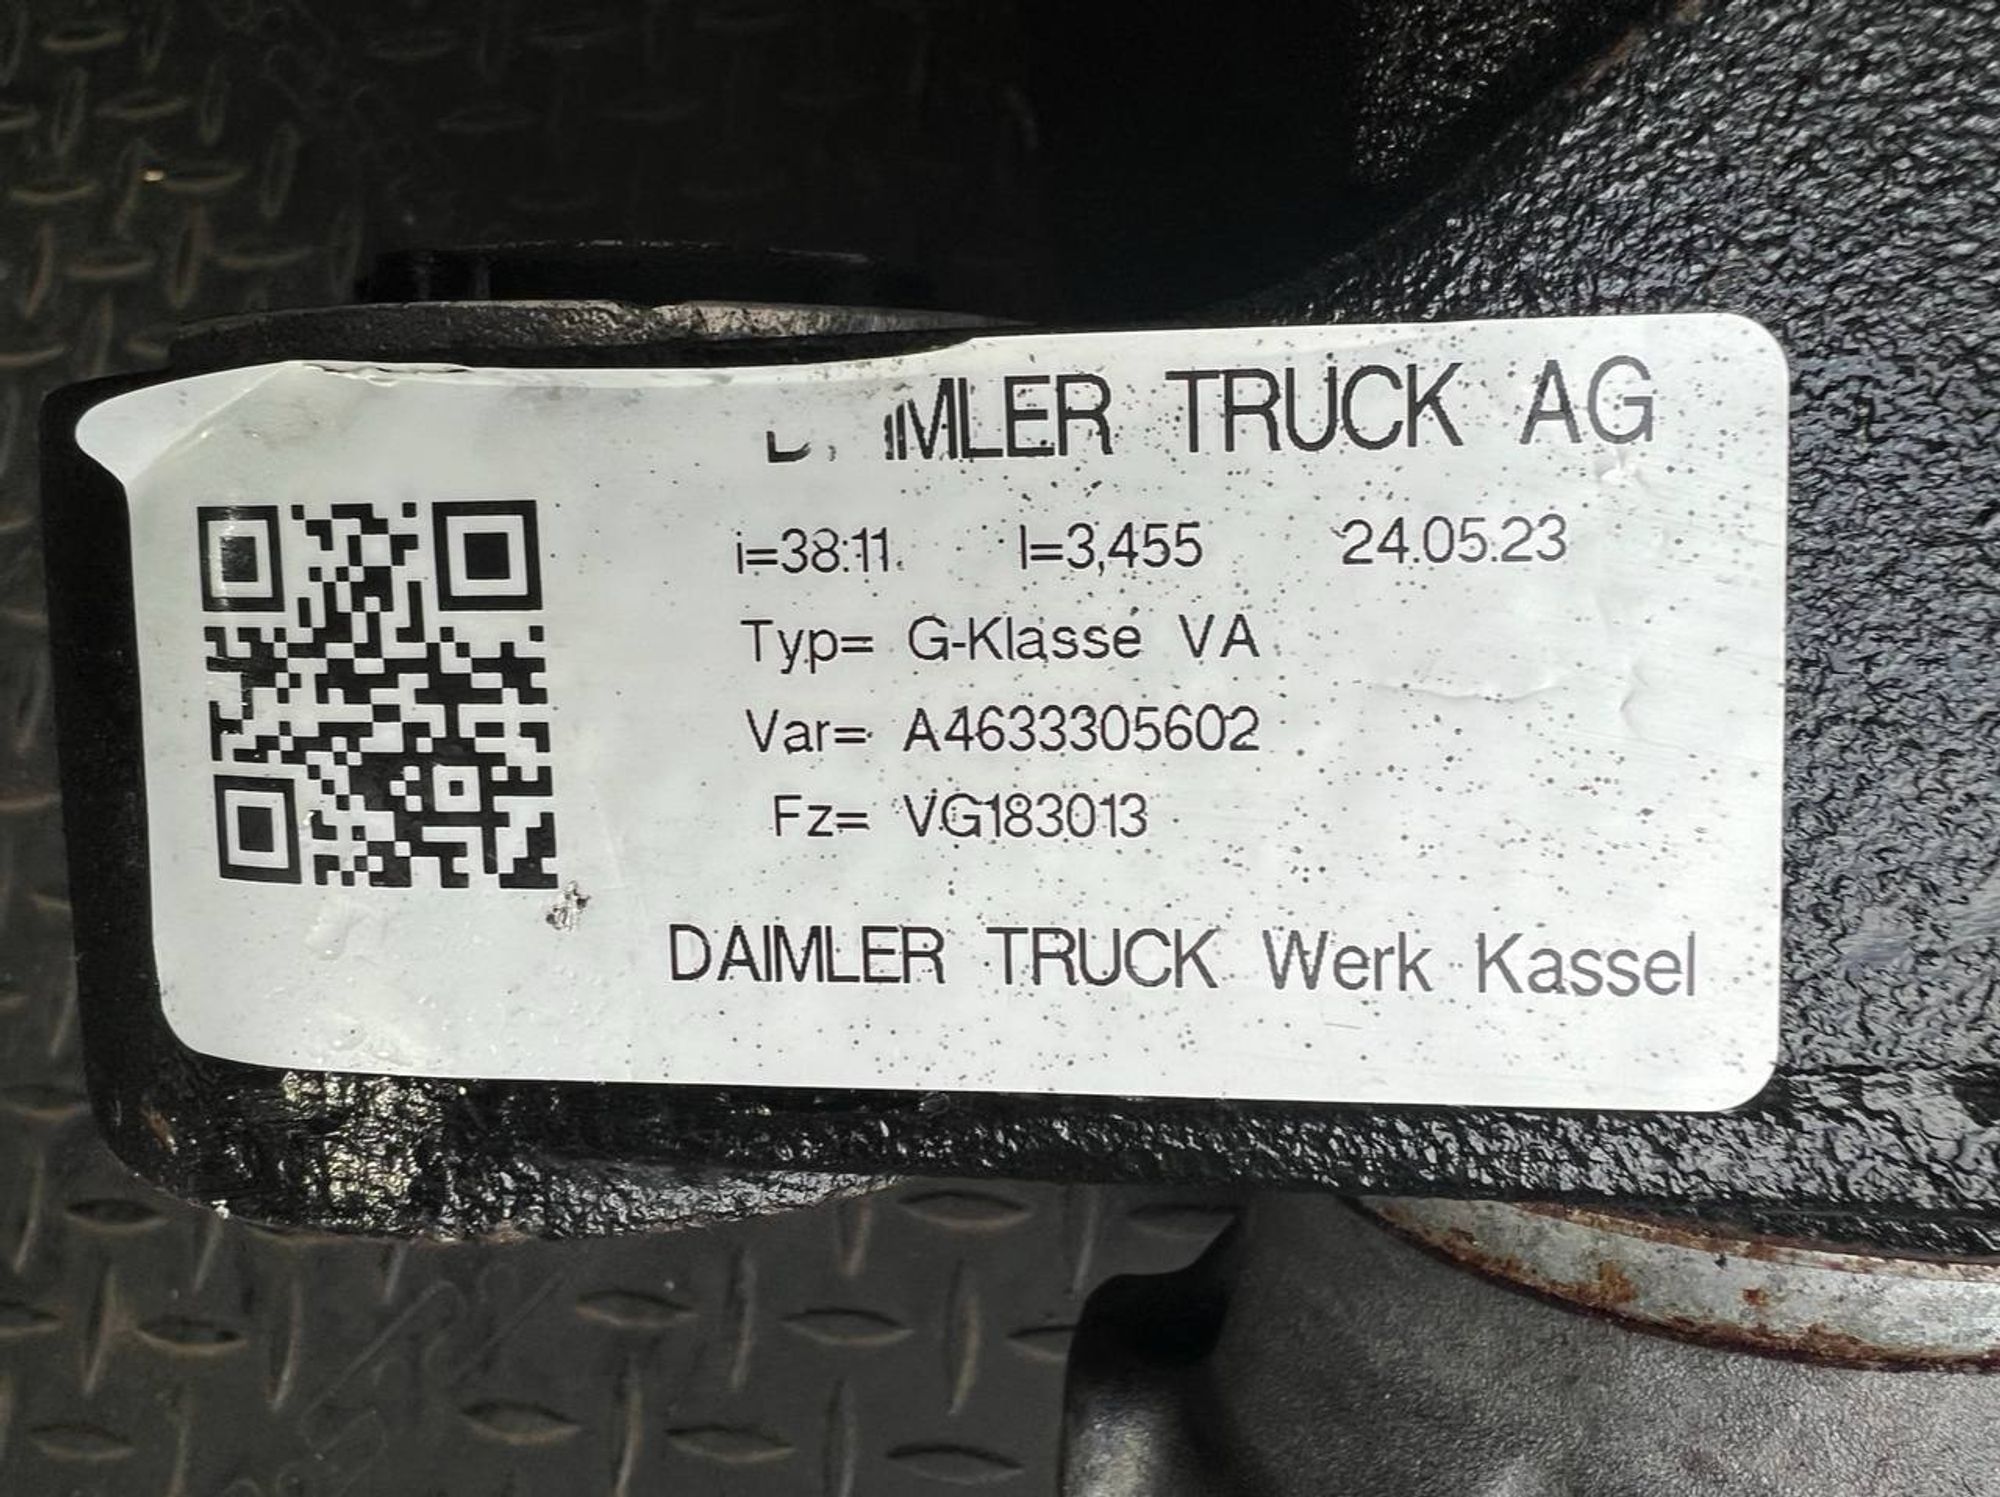 DAIMLER TRUCK AG
i=38:11 I=3,455 24.05.23
Typ= G-Klasse VA
Var= A4633305602
Fz= VG183013
DAIMLER TRUCK Werk Kassel